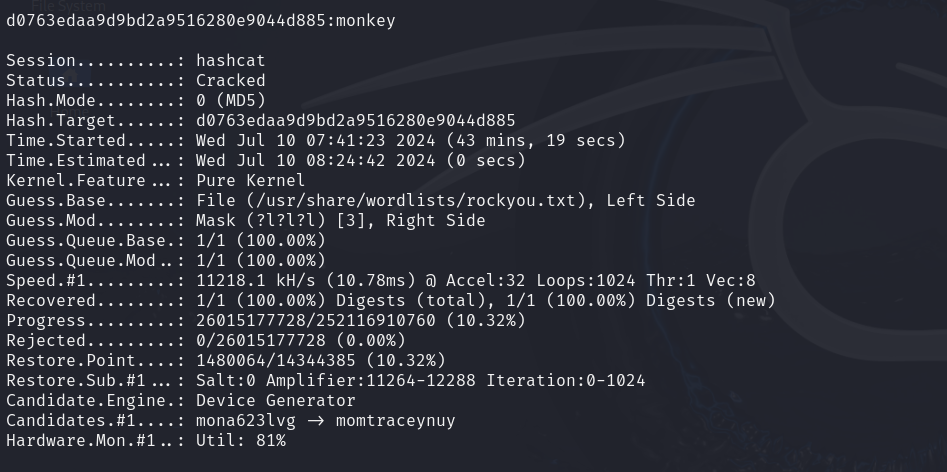 File System
d0763edaa9d9bd2a9516280e9044d885:monkey
Session..........: hashcat
Status...........: Cracked
Hash.Mode........: 0 (MD5)
Hash.Target......: d0763edaa9d9bd2a9516280e9044d885
Time.Started.....: Wed Jul 10 07:41:23 2024 (43 mins, 19 secs)
Time.Estimated...: Wed Jul 10 08:24:42 2024 (0 secs)
Kernel.Feature...: Pure Kernel
Guess.Base.......: File (/usr/share/wordlists/rockyou.txt), Left Side
Guess.Mod........: Mask (?l?l?l) [3], Right Side
Guess.Queue.Base.: 1/1 (100.00%)
Guess.Queue.Mod..: 1/1 (100.00%)
Speed.#1.........: 11218.1 kH/s (10.78ms) @ Accel:32 Loops:1024 Thr:1 Vec:8
Recovered........: 1/1 (100.00%) Digests (total), 1/1 (100.00%) Digests (new)
Progress.........: 26015177728/252116910760 (10.32%)
Rejected.........: 0/26015177728 (0.00%)
Restore.Point....: 1480064/14344385 (10.32%)
Restore.Sub.#1...: Salt:0 Amplifier:11264-12288 Iteration:0-1024
Candidate.Engine.: Device Generator
Candidates.#1....: mona623lvg -> momtraceynuy
Hardware.Mon.#1..: Util: 81%